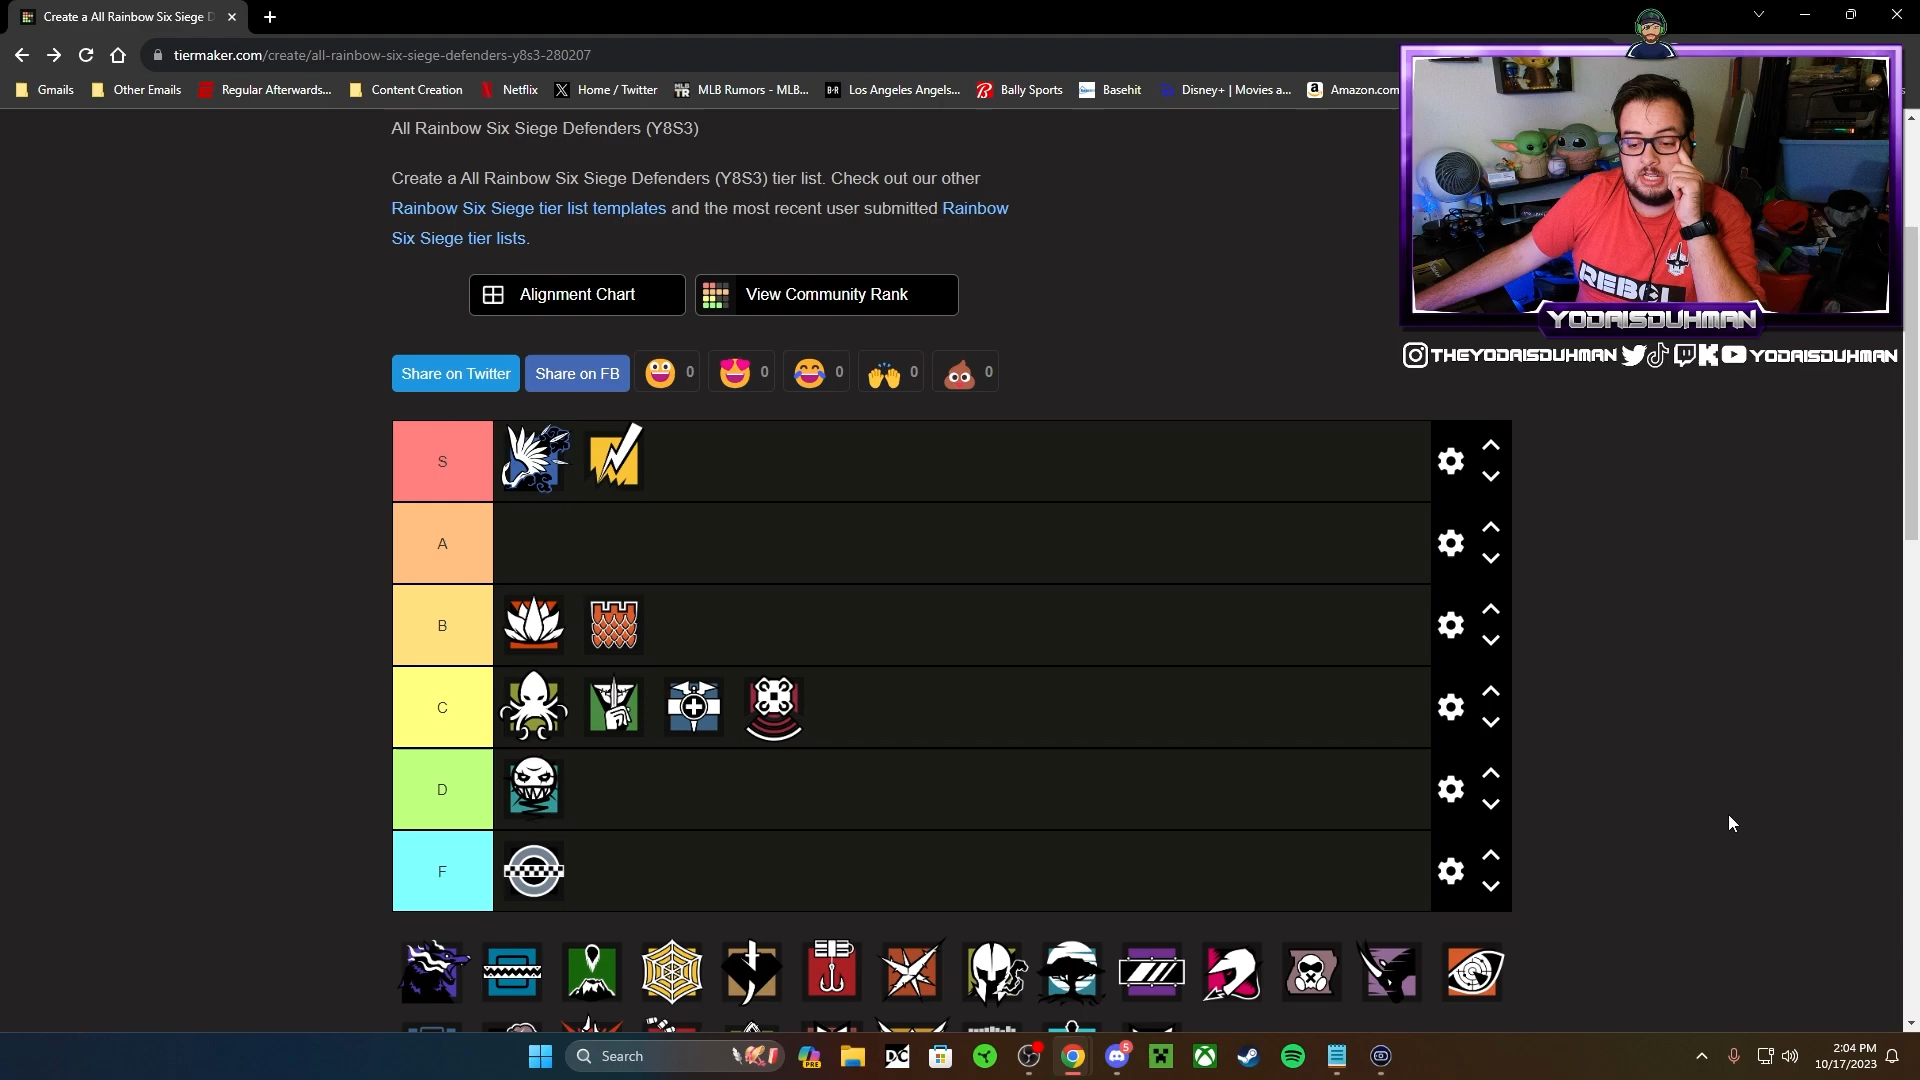 Create a All Rainbow Six Siege D
tiermaker.com/create/all-rainbow-six-siege-defenders-y8s3-280207
Gmails Other Emails Regular Afterwards... Content Creation Netflix Home / Twitter MLB Rumors - MLB... Los Angeles Angels... Bally Sports Basehit Disney+ | Movies a... Amazon.com
All Rainbow Six Siege Defenders (Y8S3)
Create a All Rainbow Six Siege Defenders (Y8S3) tier list. Check out our other
Rainbow Six Siege tier list templates and the most recent user submitted Rainbow
Six Siege tier lists.
Alignment Chart View Community Rank
REBEL
YODAISDUHMAN
THEYODAISDUHMAN YODAISDUHMAN
Share on Twitter Share on FB 0 0 0 0 0
S
A
B
C
D
F
Search PRE DC 5
2:04 PM
10/17/2023